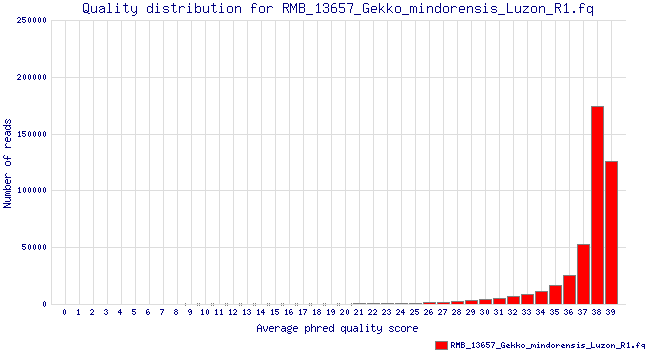 Quality distribution for RMB_13657_Gekko_mindorensis_Luzon_R1.fq
250000
200000
150000
100000
50000
0
Number of reads
0 1 2 3 4 5 6 7 8 9 10 11 12 13 14 15 16 17 18 19 20 21 22 23 24 25 26 27 28 29 30 31 32 33 34 35 36 37 38 39
Average phred quality score
RMB_13657_Gekko_mindorensis_Luzon_R1.fq